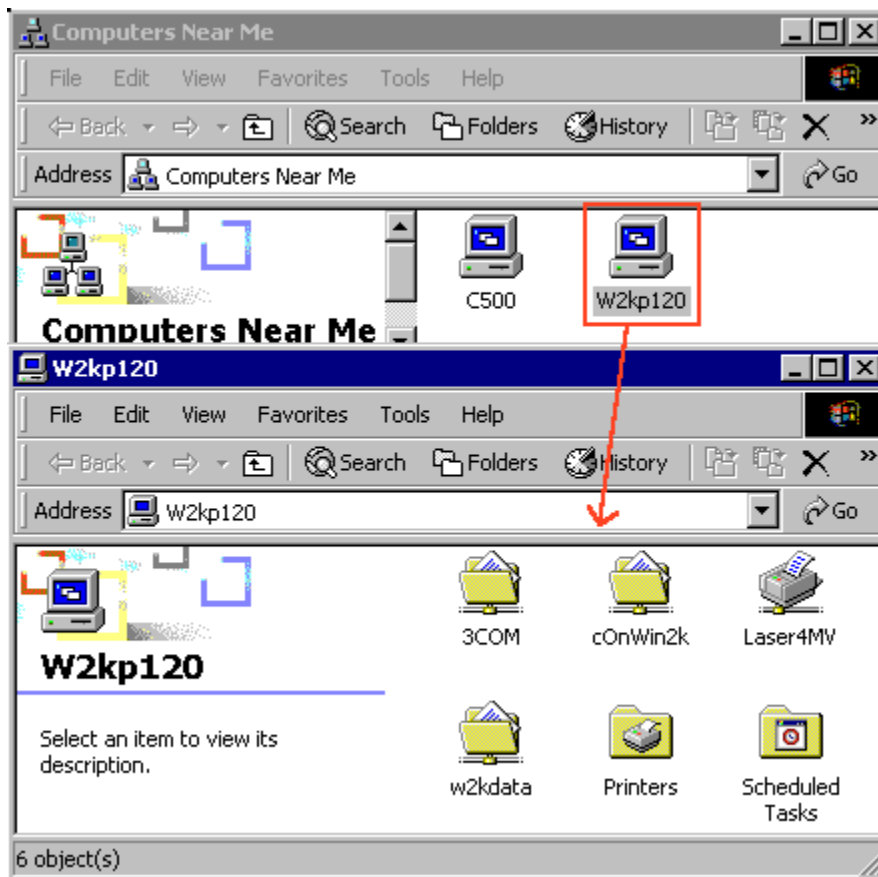 Computers Near Me
File Edit View Favorites Tools Help
Back Search Folders History »
Address Computers Near Me Go
C500 W2kp120
Computers Near Me
W2kp120
File Edit View Favorites Tools Help
Back Search Folders History »
Address W2kp120 Go
3COM cOnWin2k Laser4MV
W2kp120
Select an item to view its
description.
w2kdata Printers Scheduled
Tasks
6 object(s)